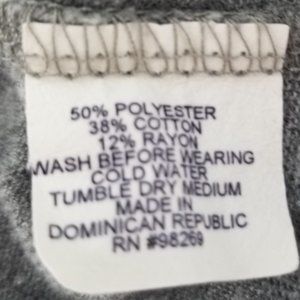 50% POLYESTER
38% COTTON
12% RAYON
WASH BEFORE WEARING
COLD WATER
TUMBLE DRY MEDIUM
MADE IN
DOMINICAN REPUBLIC
RN #98269